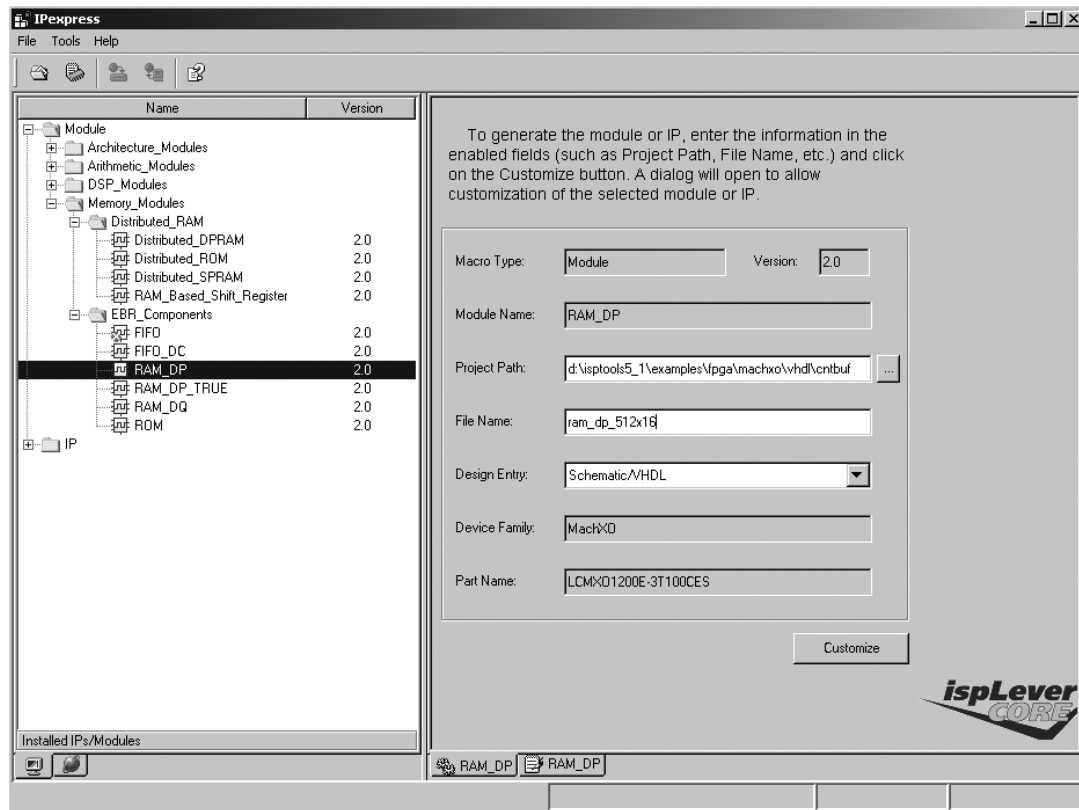 IPexpress
File Tools Help
Name Version
Module
Architecture_Modules
Arithmetic_Modules
DSP_Modules
Memory_Modules
Distributed_RAM
Distributed_DPRAM 2.0
Distributed_ROM 2.0
Distributed_SPRAM 2.0
RAM_Based_Shift_Register 2.0
EBR_Components
FIFO 2.0
FIFO_DC 2.0
RAM_DP 2.0
RAM_DP_TRUE 2.0
RAM_DQ 2.0
ROM 2.0
IP
Installed IPs/Modules
To generate the module or IP, enter the information in the
enabled fields (such as Project Path, File Name, etc.) and click
on the Customize button. A dialog will open to allow
customization of the selected module or IP.
Macro Type: Module Version: 2.0
Module Name: RAM_DP
Project Path: d:\isptools5_1\examples\fpga\machxo\vhdl\cntbuf ...
File Name: ram_dp_512x16
Design Entry: Schematic/VHDL
Device Family: MachXO
Part Name: LCMXO1200E-3T100CES
Customize
ispLever
CORE
RAM_DP RAM_DP